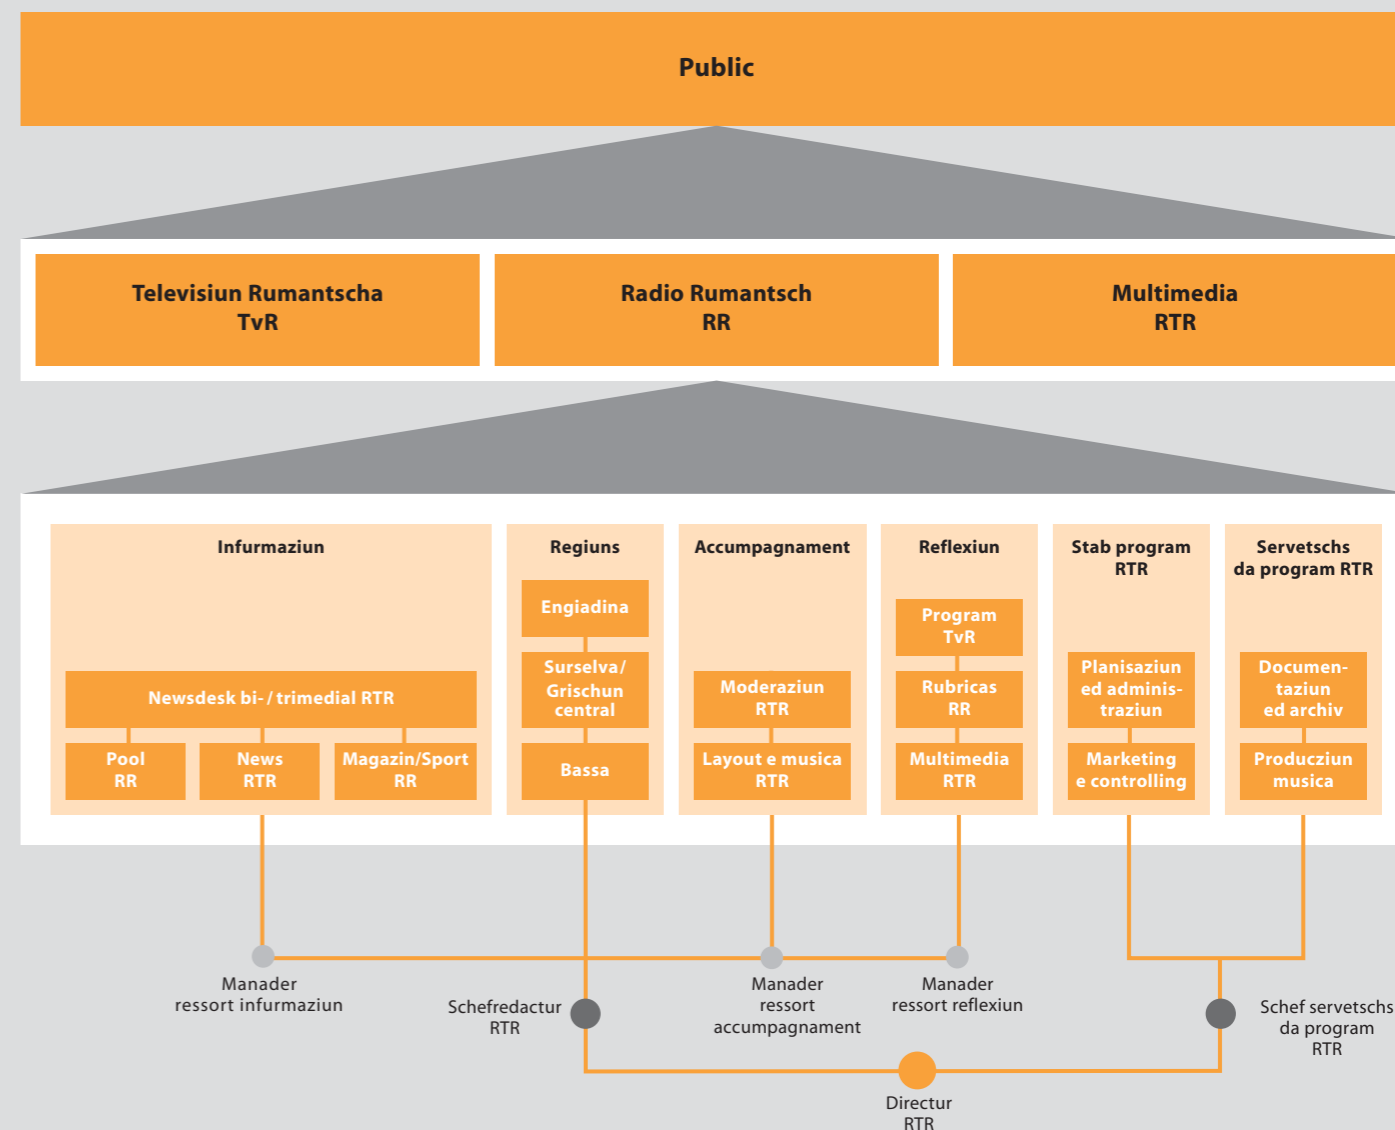 Public
Televisiun Rumantscha
TvR
Radio Rumantsch
RR
Multimedia
RTR
Infurmaziun
Newsdesk bi- / trimedial RTR
Pool
RR
News
RTR
Magazin/Sport
RR
Regiuns
Engiadina
Surselva/
Grischun
central
Bassa
Accumpagnament
Moderaziun
RTR
Layout e musica
RTR
Reflexiun
Program
TvR
Rubricas
RR
Multimedia
RTR
Stab program
RTR
Planisaziun
ed adminis-
traziun
Marketing
e controlling
Servetschs
da program RTR
Documen-
taziun
ed archiv
Producziun
musica
Manader
ressort infurmaziun
Schefredactur
RTR
Manader
ressort
accumpagnament
Manader
ressort reflexiun
Schef servetschs
da program
RTR
Directur
RTR